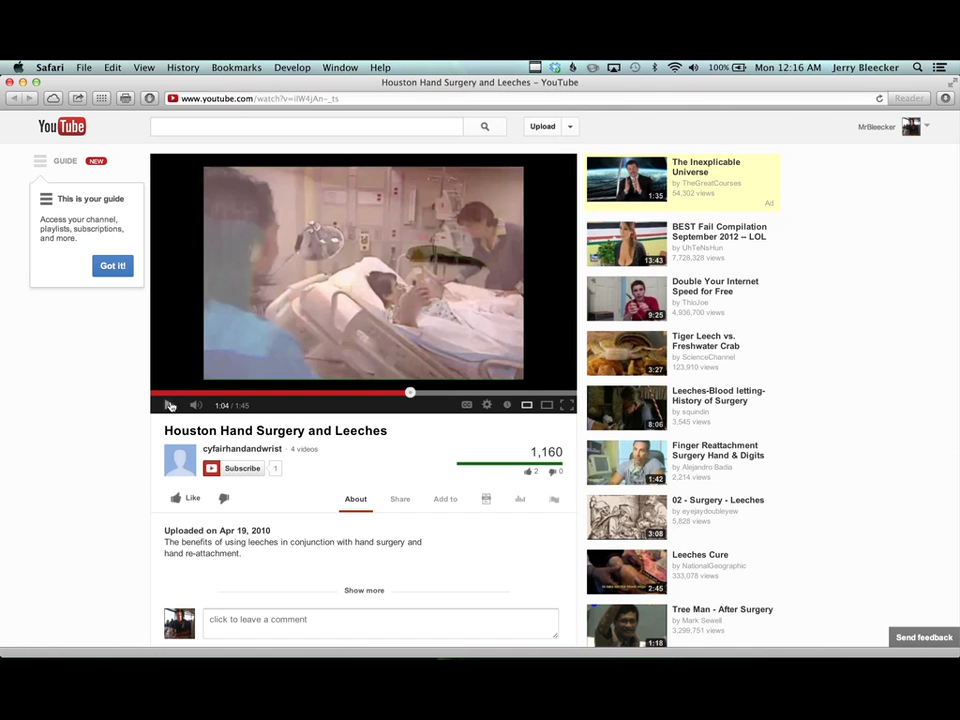 Safari File Edit View History Bookmarks Develop Window Help 100% Mon 12:16 AM Jerry Bleecker
Houston Hand Surgery and Leeches – YouTube
www.youtube.com/watch?v=iIW4jAn-_ts Reader
YouTube Upload MrBleecker
GUIDE NEW
This is your guide
Access your channel,
playlists, subscriptions,
and more.
Got it!
1:04 / 1:45
Houston Hand Surgery and Leeches
cyfairhandandwrist · 4 videos
Subscribe 1
1,160
2 0
Like
About Share Add to
Uploaded on Apr 19, 2010
The benefits of using leeches in conjunction with hand surgery and
hand re-attachment.
Show more
click to leave a comment
The Inexplicable
Universe
by TheGreatCourses
54,302 views
Ad
1:35
BEST Fail Compilation
September 2012 -- LOL
by UhTeNsHun
7,728,328 views
13:43
Double Your Internet
Speed for Free
by ThioJoe
4,936,700 views
9:25
Tiger Leech vs.
Freshwater Crab
by ScienceChannel
123,910 views
3:27
Leeches-Blood letting-
History of Surgery
by squindin
3,545 views
8:06
Finger Reattachment
Surgery Hand & Digits
by Alejandro Badia
2,214 views
1:42
02 - Surgery - Leeches
by eyejaydoubleyew
5,828 views
3:08
Leeches Cure
by NationalGeographic
333,078 views
2:45
Tree Man - After Surgery
by Mark Sewell
3,299,751 views
1:18
Send feedback